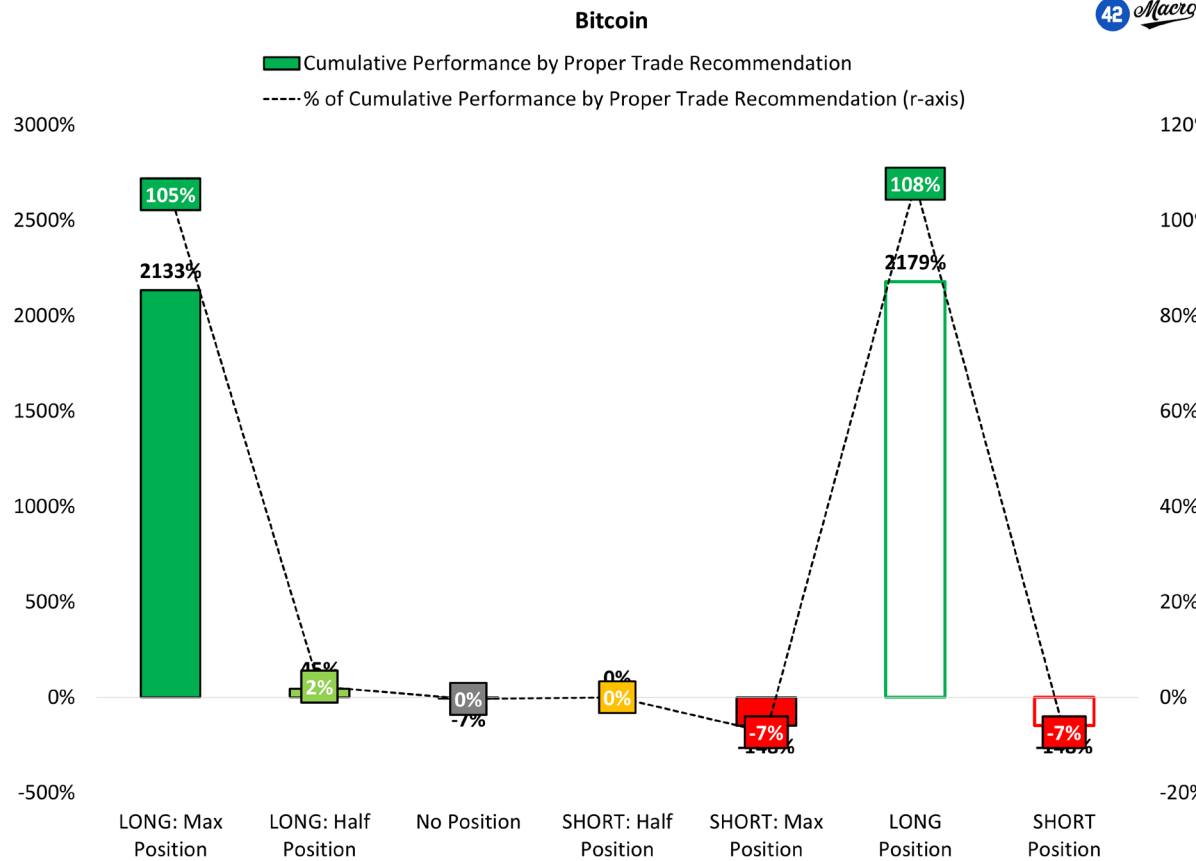 Bitcoin
42 Macro
Cumulative Performance by Proper Trade Recommendation
% of Cumulative Performance by Proper Trade Recommendation (r-axis)
3000%
2500%
2000%
1500%
1000%
500%
0%
-500%
105%
2133%
45%
2%
0%
-7%
0%
0%
-7%
108%
2179%
-7%
100%
80%
60%
40%
20%
0%
LONG: Max Position
LONG: Half Position
No Position
SHORT: Half Position
SHORT: Max Position
LONG Position
SHORT Position